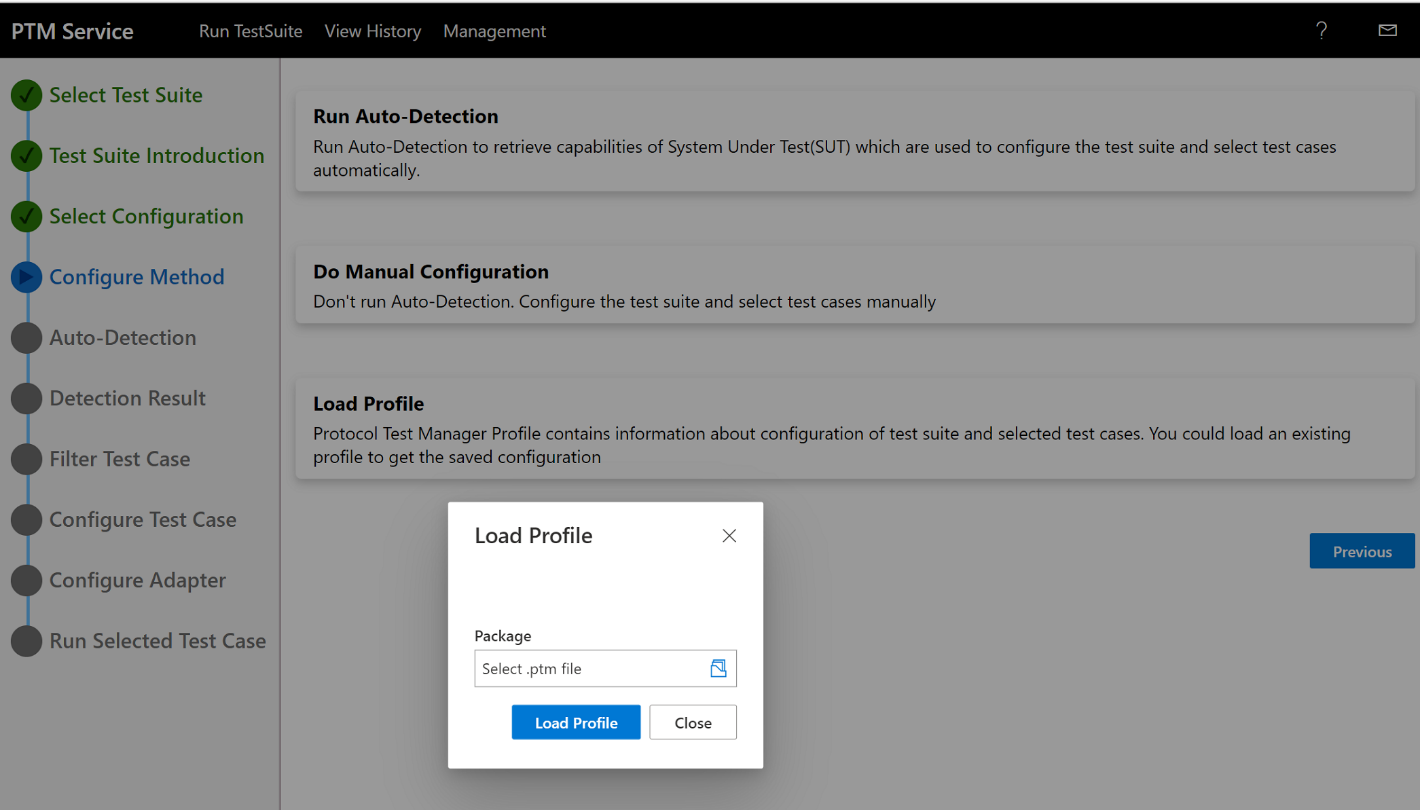 PTM Service
Run TestSuite
View History
Management
?
Select Test Suite
Test Suite Introduction
Select Configuration
Configure Method
Auto-Detection
Detection Result
Filter Test Case
Configure Test Case
Configure Adapter
Run Selected Test Case
Run Auto-Detection
Run Auto-Detection to retrieve capabilities of System Under Test(SUT) which are used to configure the test suite and select test cases
automatically.
Do Manual Configuration
Don't run Auto-Detection. Configure the test suite and select test cases manually
Load Profile
Protocol Test Manager Profile contains information about configuration of test suite and selected test cases. You could load an existing
profile to get the saved configuration
Previous
Load Profile
Package
Select .ptm file
Load Profile
Close